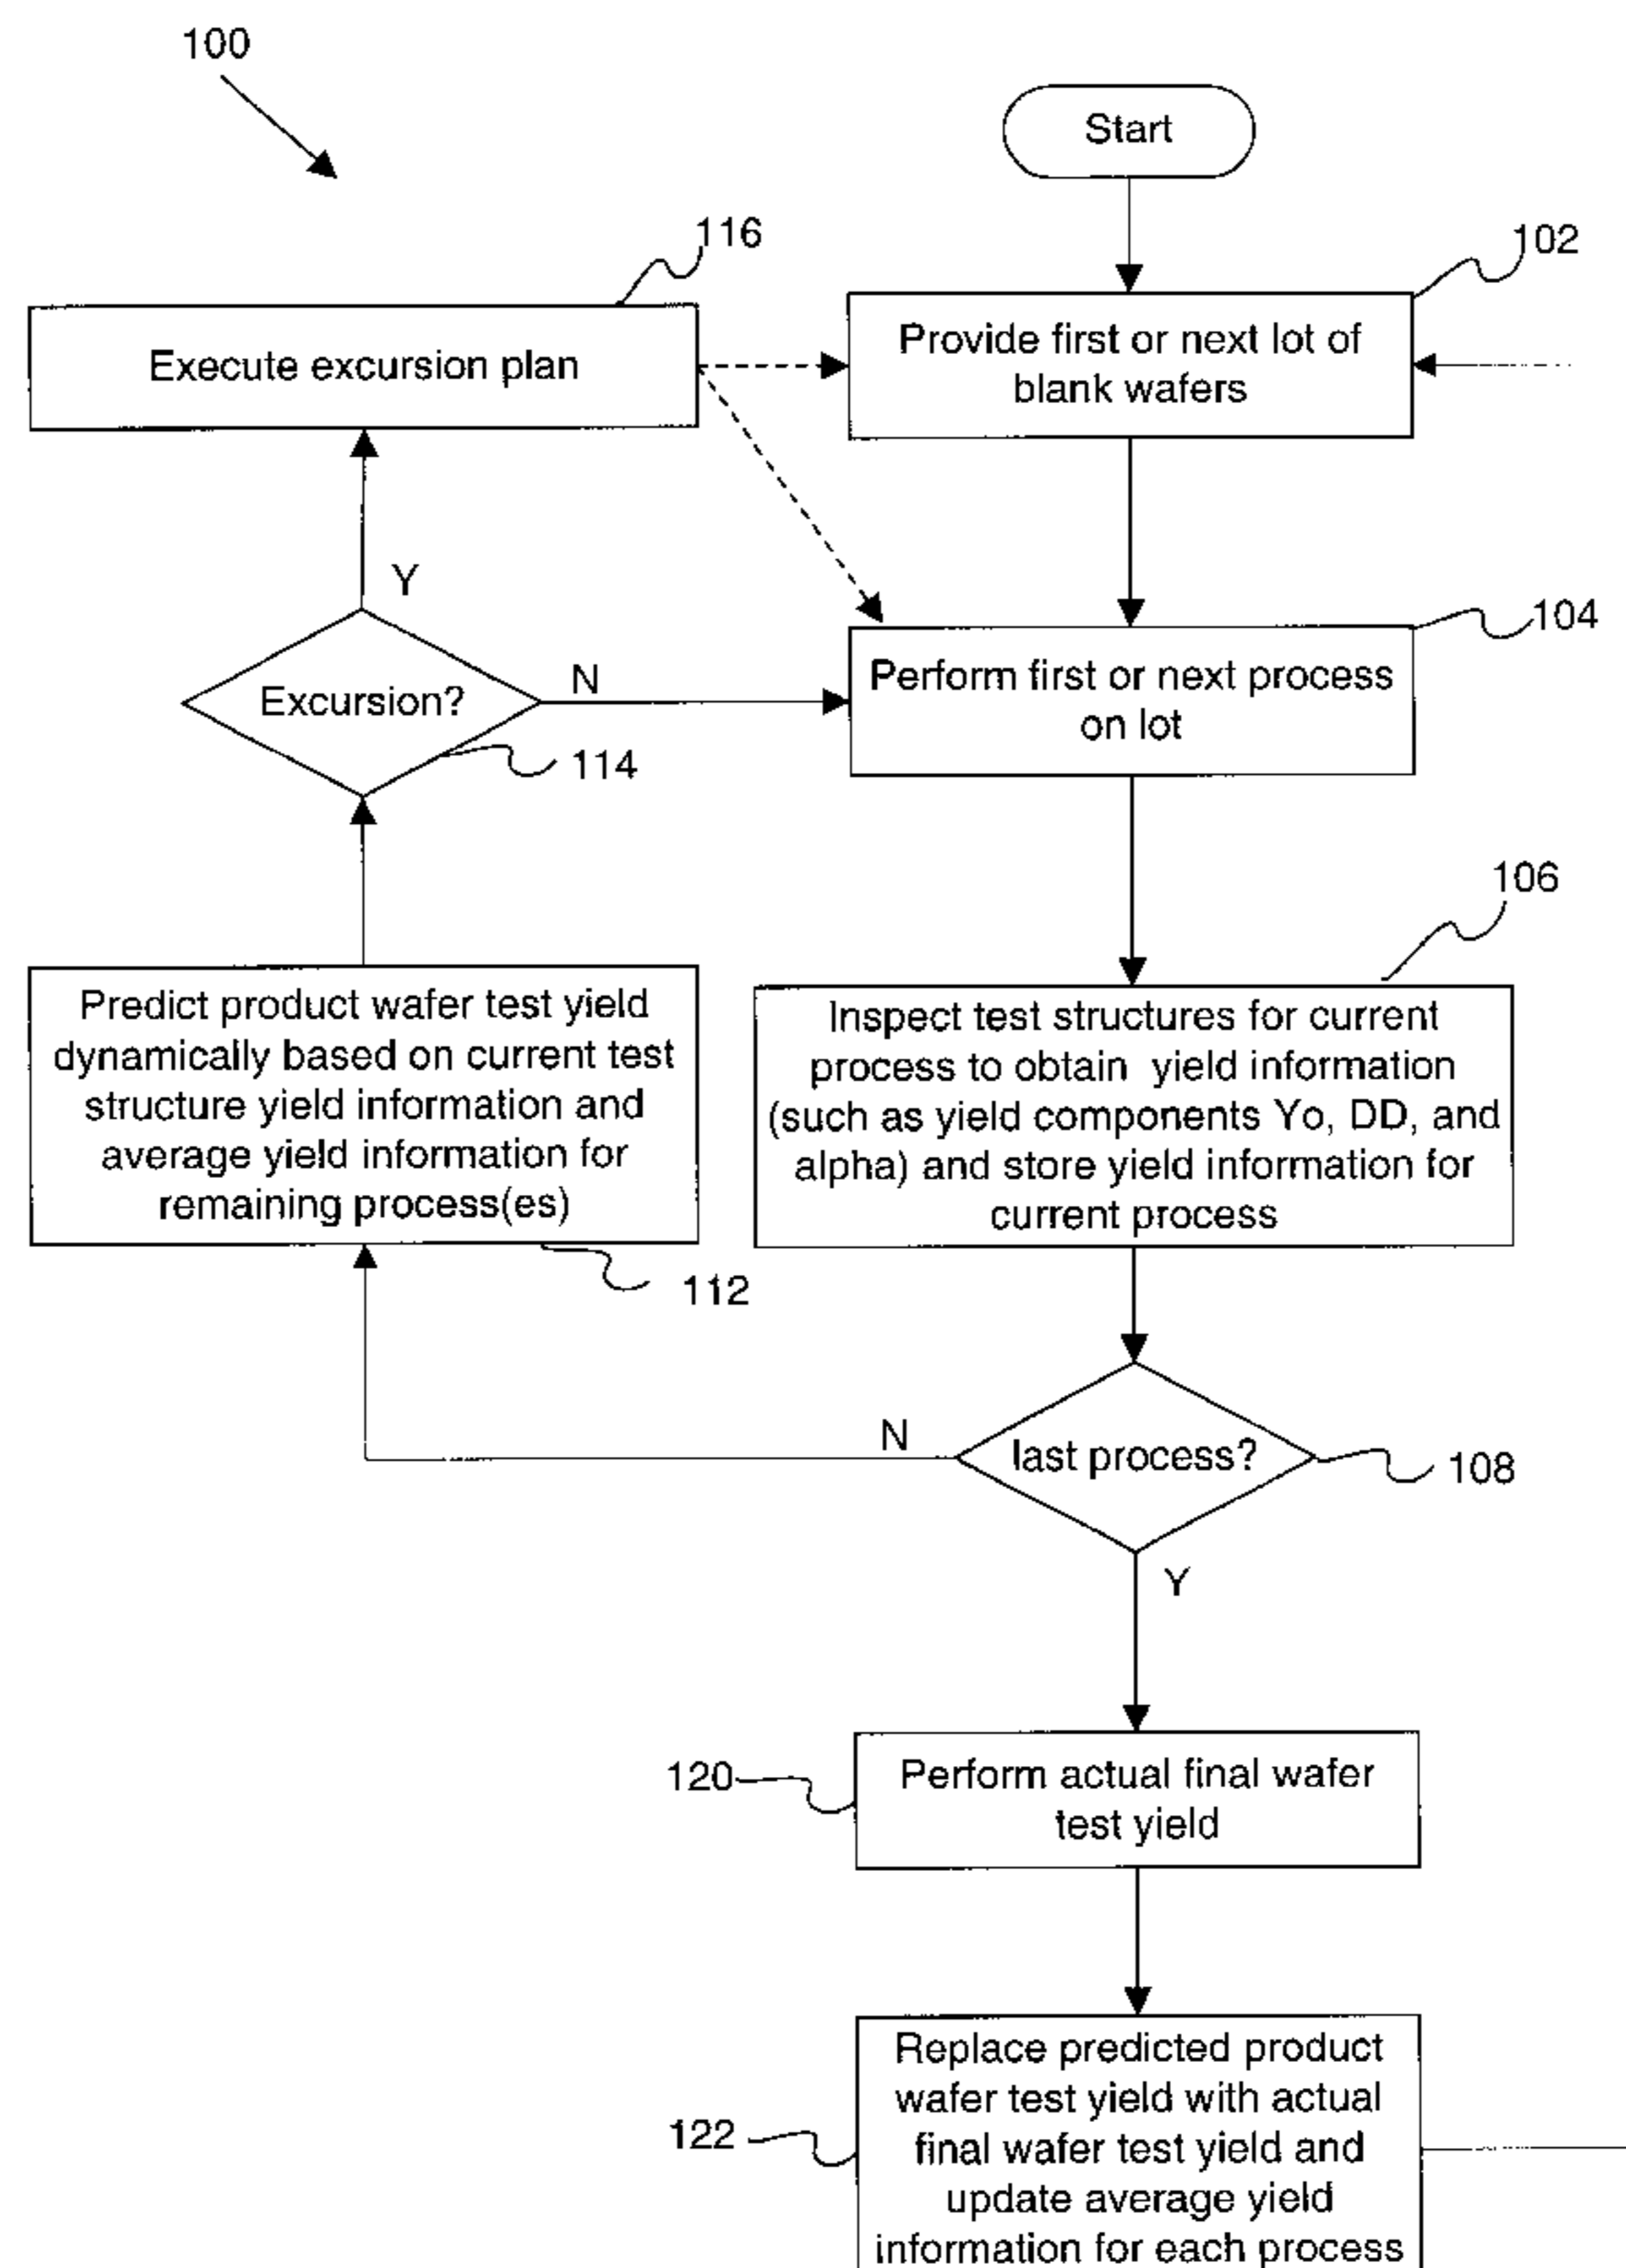 100
Start
116
102
Execute excursion plan
Provide first or next lot of
blank wafers
Y
104
Excursion?
N
Perform first or next process
on lot
114
106
Predict product wafer test yield
dynamically based on current test
structure yield information and
average yield information for
remaining process(es)
112
Inspect test structures for current
process to obtain yield information
(such as yield components Yo, DD, and
alpha) and store yield information for
current process
N
last process?
108
Y
120
Perform actual final wafer
test yield
122
Replace predicted product
wafer test yield with actual
final wafer test yield and
update average yield
information for each process